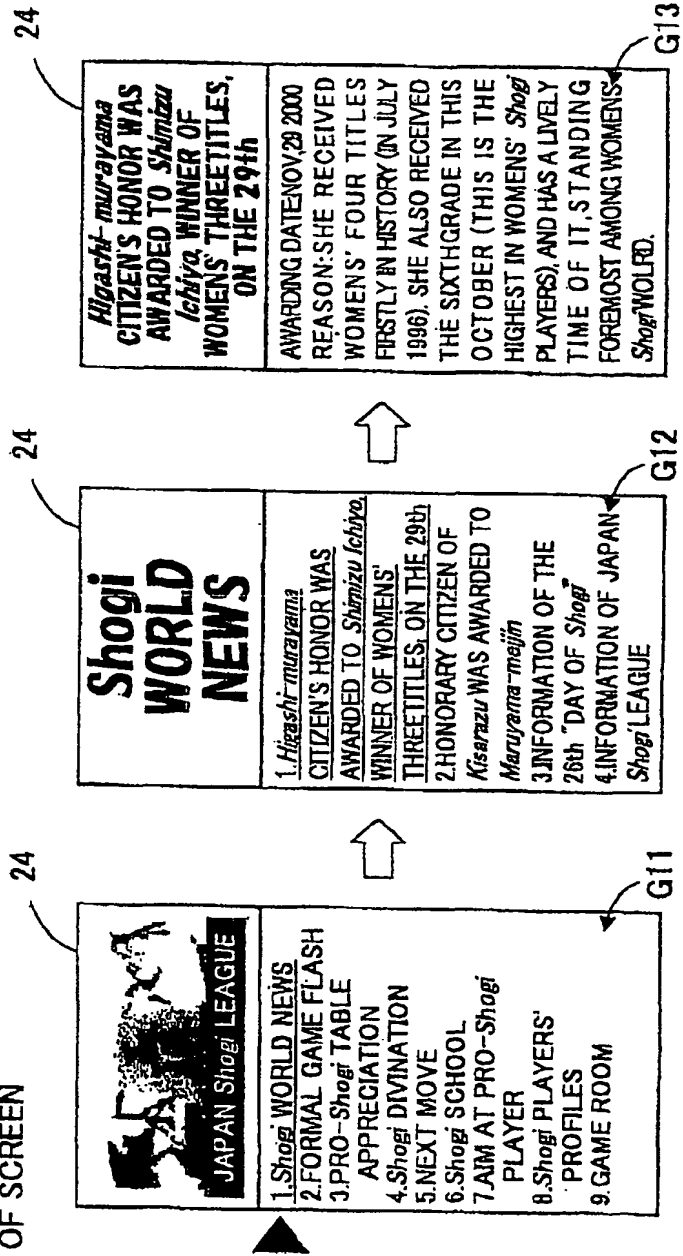 OF SCREEN
24
JAPAN Shogi LEAGUE
1.Shogi WORLD NEWS
2.FORMAL GAME FLASH
3.PRO-Shogi TABLE
APPRECIATION
4.Shogi DIVINATION
5.NEXT MOVE
6.Shogi SCHOOL
7.AIM AT PRO-Shogi
PLAYER
8.Shogi PLAYERS'
PROFILES
9.GAME ROOM
G11
24
Shogi
WORLD
NEWS
1.Higashi-murayama
CITIZEN'S HONOR WAS
AWARDED TO Shimizu Ichiyo,
WINNER OF WOMENS'
THREETITLES, ON THE 29th
2.HONORARY CITIZEN OF
Kisarazu WAS AWARDED TO
Maruyama-meijin
3.INFORMATION OF THE
26th "DAY OF Shogi"
4.INFORMATION OF JAPAN
Shogi LEAGUE
G12
24
Higashi-murayama
CITIZEN'S HONOR WAS
AWARDED TO Shimizu
Ichiyo, WINNER OF
WOMENS' THREETITLES,
ON THE 29th
AWARDING DATENOV,29 2000
REASON:SHE RECEIVED
WOMENS' FOUR TITLES
FIRSTLY IN HISTORY (IN JULY
1996). SHE ALSO RECEIVED
THE SIXTHGRADE IN THIS
OCTOBER (THIS IS THE
HIGHEST IN WOMENS' Shogi
PLAYERS), AND HAS A LIVELY
TIME OF IT, STANDING
FOREMOST AMONG WOMENS
Shogi WOLRD.
G13